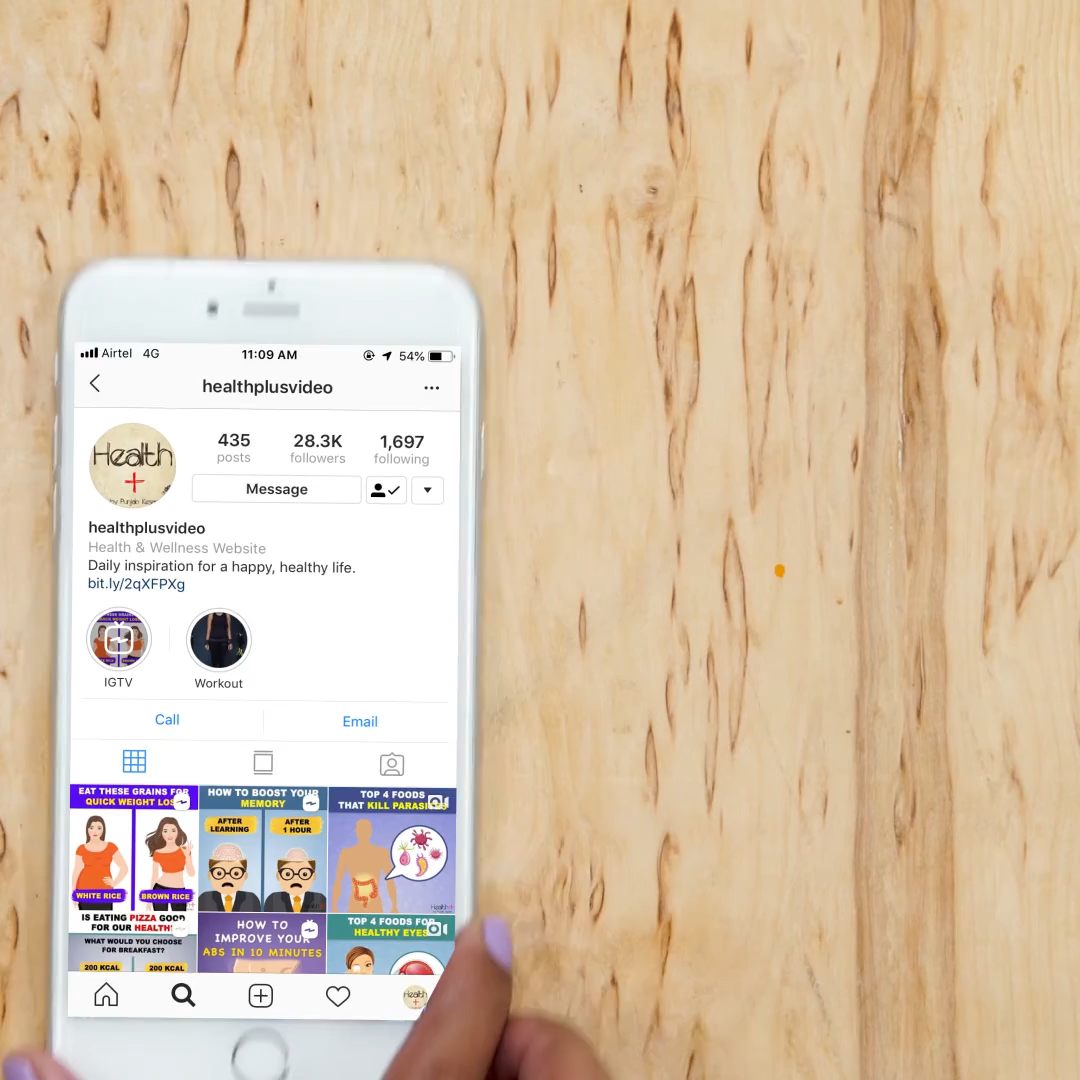 Airtel 4G 11:09 AM 54%
healthplusvideo
Health
by Punjab
435 28.3K 1,697
posts followers following
Message
healthplusvideo
Health & Wellness Website
Daily inspiration for a happy, healthy life.
bit.ly/2qXFPXg
IGTV Workout
Call Email
EAT THESE GRAINS FOR
QUICK WEIGHT LOSS
WHITE RICE BROWN RICE
HOW TO BOOST YOUR
MEMORY
AFTER
LEARNING
AFTER
1 HOUR
TOP 4 FOODS
THAT KILL PARASITES
IS EATING PIZZA GOOD
FOR OUR HEALTH
WHAT WOULD YOU CHOOSE
FOR BREAKFAST?
200 KCAL 200 KCAL
HOW TO
IMPROVE YOUR
ABS IN 10 MINUTES
TOP 4 FOODS FOR
HEALTHY EYES
Health